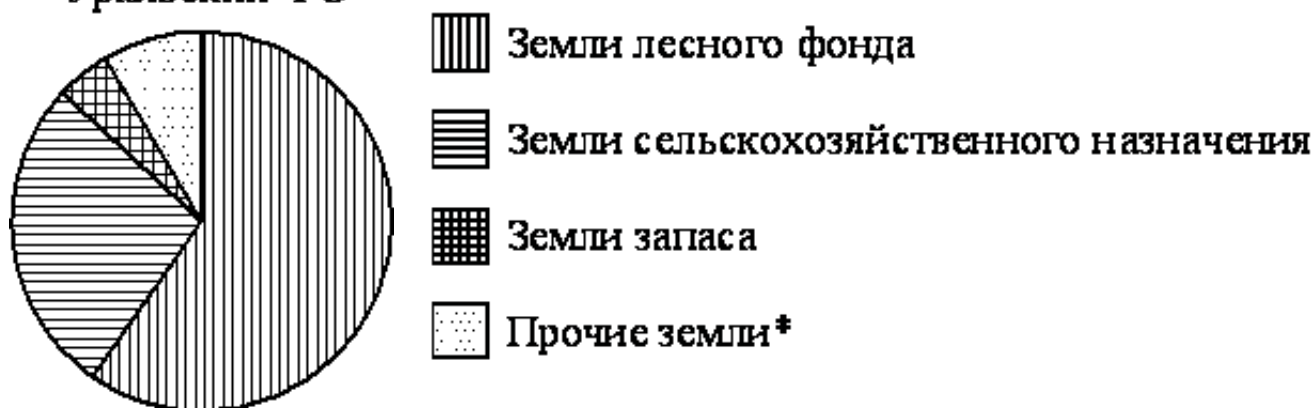 Земли лесного фонда
Земли сельскохозяйственного назначения
Земли запаса
Прочие земли*